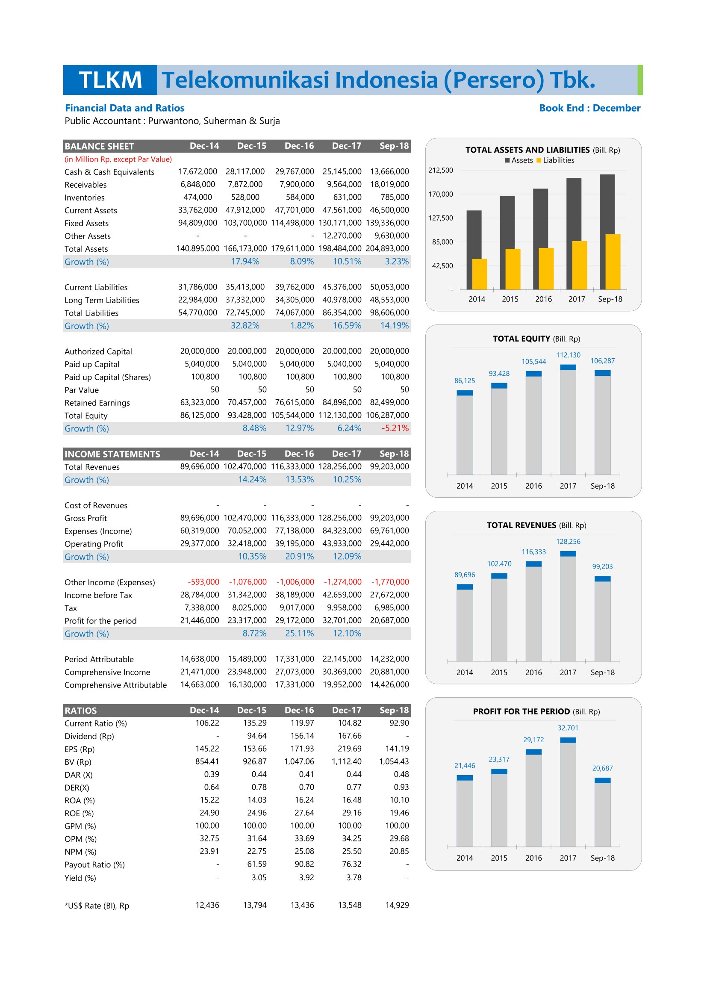 TLKM Telekomunikasi Indonesia (Persero) Tbk.
Financial Data and Ratios Book End : December
Public Accountant : Purwantono, Suherman & Surja
BALANCE SHEET Dec-14 Dec-15 Dec-16 Dec-17 Sep-18
(in Million Rp, except Par Value)
Cash & Cash Equivalents 17,672,000 28,117,000 29,767,000 25,145,000 13,666,000
Receivables 6,848,000 7,872,000 7,900,000 9,564,000 18,019,000
Inventories 474,000 528,000 584,000 631,000 785,000
Current Assets 33,762,000 47,912,000 47,701,000 47,561,000 46,500,000
Fixed Assets 94,809,000 103,700,000 114,498,000 130,171,000 139,336,000
Other Assets - - - 12,270,000 9,630,000
Total Assets 140,895,000 166,173,000 179,611,000 198,484,000 204,893,000
Growth (%) 17.94% 8.09% 10.51% 3.23%
Current Liabilities 31,786,000 35,413,000 39,762,000 45,376,000 50,053,000
Long Term Liabilities 22,984,000 37,332,000 34,305,000 40,978,000 48,553,000
Total Liabilities 54,770,000 72,745,000 74,067,000 86,354,000 98,606,000
Growth (%) 32.82% 1.82% 16.59% 14.19%
Authorized Capital 20,000,000 20,000,000 20,000,000 20,000,000 20,000,000
Paid up Capital 5,040,000 5,040,000 5,040,000 5,040,000 5,040,000
Paid up Capital (Shares) 100,800 100,800 100,800 100,800 100,800
Par Value 50 50 50 50 50
Retained Earnings 63,323,000 70,457,000 76,615,000 84,896,000 82,499,000
Total Equity 86,125,000 93,428,000 105,544,000 112,130,000 106,287,000
Growth (%) 8.48% 12.97% 6.24% -5.21%
INCOME STATEMENTS Dec-14 Dec-15 Dec-16 Dec-17 Sep-18
Total Revenues 89,696,000 102,470,000 116,333,000 128,256,000 99,203,000
Growth (%) 14.24% 13.53% 10.25%
Cost of Revenues - - - - -
Gross Profit 89,696,000 102,470,000 116,333,000 128,256,000 99,203,000
Expenses (Income) 60,319,000 70,052,000 77,138,000 84,323,000 69,761,000
Operating Profit 29,377,000 32,418,000 39,195,000 43,933,000 29,442,000
Growth (%) 10.35% 20.91% 12.09%
Other Income (Expenses) -593,000 -1,076,000 -1,006,000 -1,274,000 -1,770,000
Income before Tax 28,784,000 31,342,000 38,189,000 42,659,000 27,672,000
Tax 7,338,000 8,025,000 9,017,000 9,958,000 6,985,000
Profit for the period 21,446,000 23,317,000 29,172,000 32,701,000 20,687,000
Growth (%) 8.72% 25.11% 12.10%
Period Attributable 14,638,000 15,489,000 17,331,000 22,145,000 14,232,000
Comprehensive Income 21,471,000 23,948,000 27,073,000 30,369,000 20,881,000
Comprehensive Attributable 14,663,000 16,130,000 17,331,000 19,952,000 14,426,000
RATIOS Dec-14 Dec-15 Dec-16 Dec-17 Sep-18
Current Ratio (%) 106.22 135.29 119.97 104.82 92.90
Dividend (Rp) - 94.64 156.14 167.66 -
EPS (Rp) 145.22 153.66 171.93 219.69 141.19
BV (Rp) 854.41 926.87 1,047.06 1,112.40 1,054.43
DAR (X) 0.39 0.44 0.41 0.44 0.48
DER(X) 0.64 0.78 0.70 0.77 0.93
ROA (%) 15.22 14.03 16.24 16.48 10.10
ROE (%) 24.90 24.96 27.64 29.16 19.46
GPM (%) 100.00 100.00 100.00 100.00 100.00
OPM (%) 32.75 31.64 33.69 34.25 29.68
NPM (%) 23.91 22.75 25.08 25.50 20.85
Payout Ratio (%) - 61.59 90.82 76.32 -
Yield (%) - 3.05 3.92 3.78 -
*US$ Rate (BI), Rp 12,436 13,794 13,436 13,548 14,929
TOTAL ASSETS AND LIABILITIES (Bill. Rp)
Assets Liabilities
212,500
170,000
127,500
85,000
42,500
-
2014 2015 2016 2017 Sep-18
TOTAL EQUITY (Bill. Rp)
86,125 93,428 105,544 112,130 106,287
2014 2015 2016 2017 Sep-18
TOTAL REVENUES (Bill. Rp)
89,696 102,470 116,333 128,256 99,203
2014 2015 2016 2017 Sep-18
PROFIT FOR THE PERIOD (Bill. Rp)
21,446 23,317 29,172 32,701 20,687
2014 2015 2016 2017 Sep-18